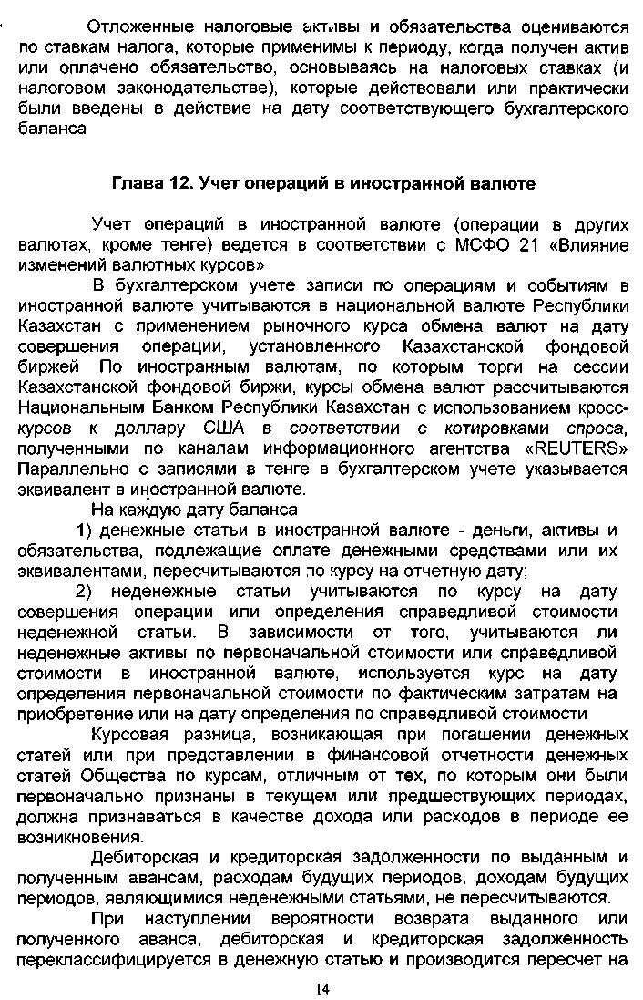 Отложенные налоговые активы и обязательства оцениваются
по ставкам налога, которые применимы к периоду, когда получен актив
или оплачено обязательство, основываясь на налоговых ставках (и
налоговом законодательстве), которые действовали или практически
были введены в действие на дату соответствующего бухгалтерского
баланса
Глава 12. Учет операций в иностранной валюте
Учет операций в иностранной валюте (операции в других
валютах, кроме тенге) ведется в соответствии с МСФО 21 «Влияние
изменений валютных курсов»
В бухгалтерском учете записи по операциям и событиям в
иностранной валюте учитываются в национальной валюте Республики
Казахстан с применением рыночного курса обмена валют на дату
совершения операции, установленного Казахстанской фондовой
биржей По иностранным валютам, по которым торги на сессии
Казахстанской фондовой биржи, курсы обмена валют рассчитываются
Национальным Банком Республики Казахстан с использованием кросс-
курсов к доллару США в соответствии с котировками спроса,
полученными по каналам информационного агентства «REUTERS»
Параллельно с записями в тенге в бухгалтерском учете указывается
эквивалент в иностранной валюте.
На каждую дату баланса
1) денежные статьи в иностранной валюте - деньги, активы и
обязательства, подлежащие оплате денежными средствами или их
эквивалентами, пересчитываются по курсу на отчетную дату;
2) неденежные статьи учитываются по курсу на дату
совершения операции или определения справедливой стоимости
неденежной статьи. В зависимости от того, учитываются ли
неденежные активы по первоначальной стоимости или справедливой
стоимости в иностранной валюте, используется курс на дату
определения первоначальной стоимости по фактическим затратам на
приобретение или на дату определения по справедливой стоимости
Курсовая разница, возникающая при погашении денежных
статей или при представлении в финансовой отчетности денежных
статей Общества по курсам, отличным от тех, по которым они были
первоначально признаны в текущем или предшествующих периодах,
должна признаваться в качестве дохода или расходов в периоде ее
возникновения.
Дебиторская и кредиторская задолженности по выданным и
полученным авансам, расходам будущих периодов, доходам будущих
периодов, являющимися неденежными статьями, не пересчитываются.
При наступлении вероятности возврата выданного или
полученного аванса, дебиторская и кредиторская задолженность
переклассифицируется в денежную статью и производится пересчет на
14